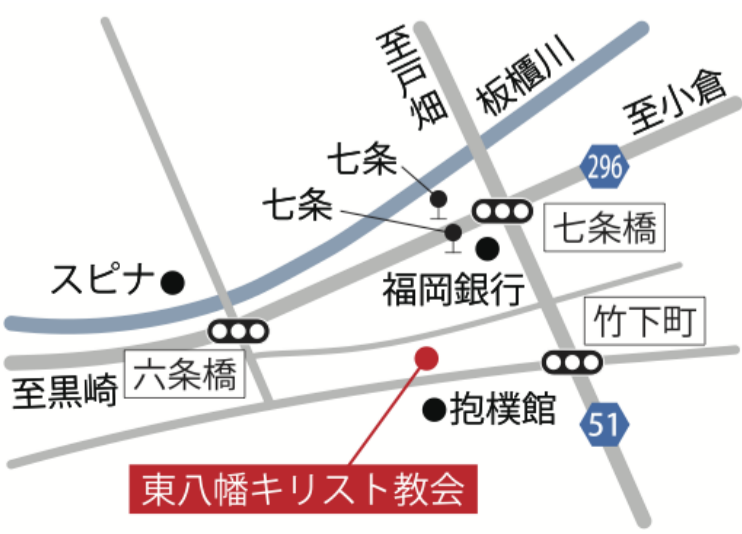 至戸畑
板櫃川
至小倉
七条
296
七条
七条橋
スピナ
福岡銀行
竹下町
六条橋
至黒崎
抱樸館
51
東八幡キリスト教会